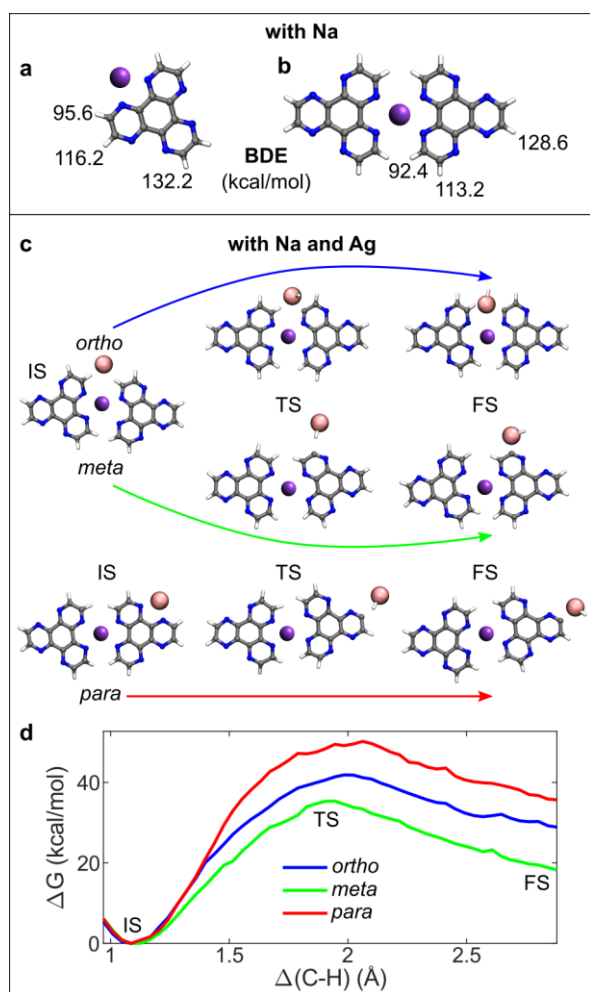 with Na
a
b
95.6
116.2
132.2
BDE
(kcal/mol)
92.4
113.2
128.6
c
with Na and Ag
ortho
IS
TS
FS
meta
IS
TS
FS
para
d
ΔG (kcal/mol)
40
20
0
IS
TS
FS
ortho
meta
para
1
1.5
2
2.5
Δ(C-H) (Å)